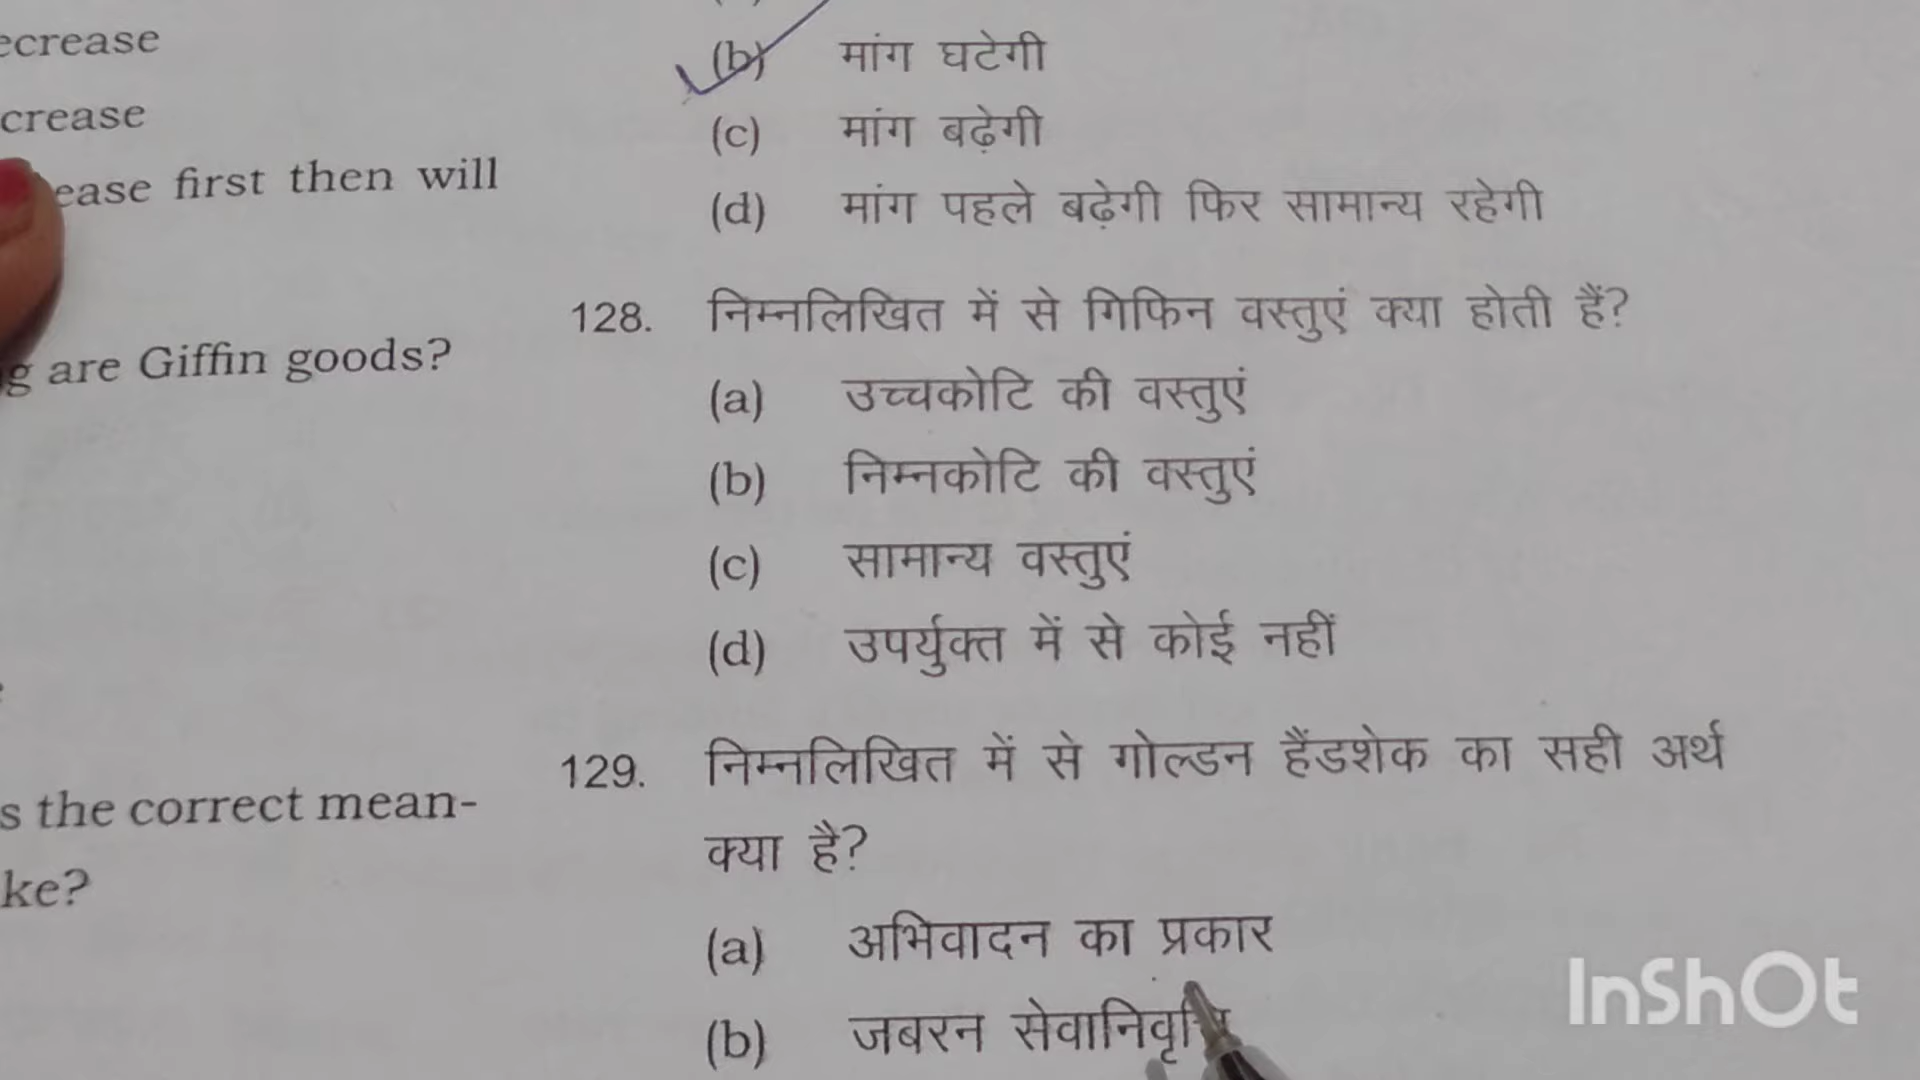 ecrease
crease
ease first then will
g are Giffin goods?
s the correct mean-
ke?
(b) मांग घटेगी
(c) मांग बढ़ेगी
(d) मांग पहले बढ़ेगी फिर सामान्य रहेगी
128. निम्नलिखित में से गिफिन वस्तुएं क्या होती हैं?
(a) उच्चकोटि की वस्तुएं
(b) निम्नकोटि की वस्तुएं
(c) सामान्य वस्तुएं
(d) उपर्युक्त में से कोई नहीं
129. निम्नलिखित में से गोल्डन हैंडशेक का सही अर्थ
क्या है?
(a) अभिवादन का प्रकार
(b) जबरन
InShOt